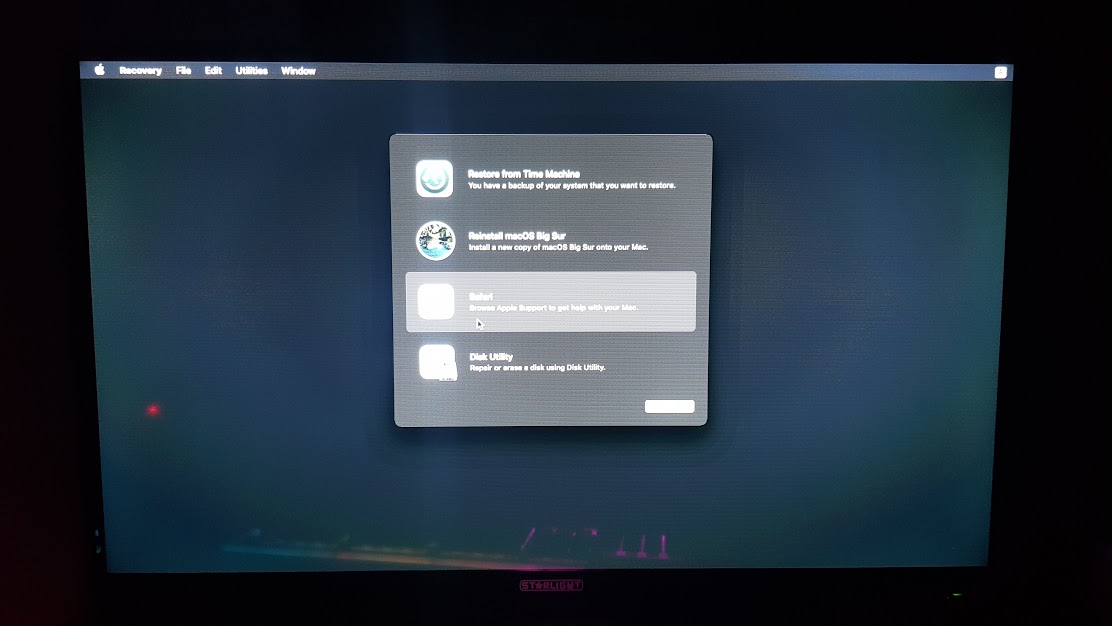 Recovery File Edit Utilities Window
Restore from Time Machine
You have a backup of your system that you want to restore.
Reinstall macOS Big Sur
Install a new copy of macOS Big Sur onto your Mac.
Safari
Browse Apple Support to get help with your Mac.
Disk Utility
Repair or erase a disk using Disk Utility.
STARLIGHT